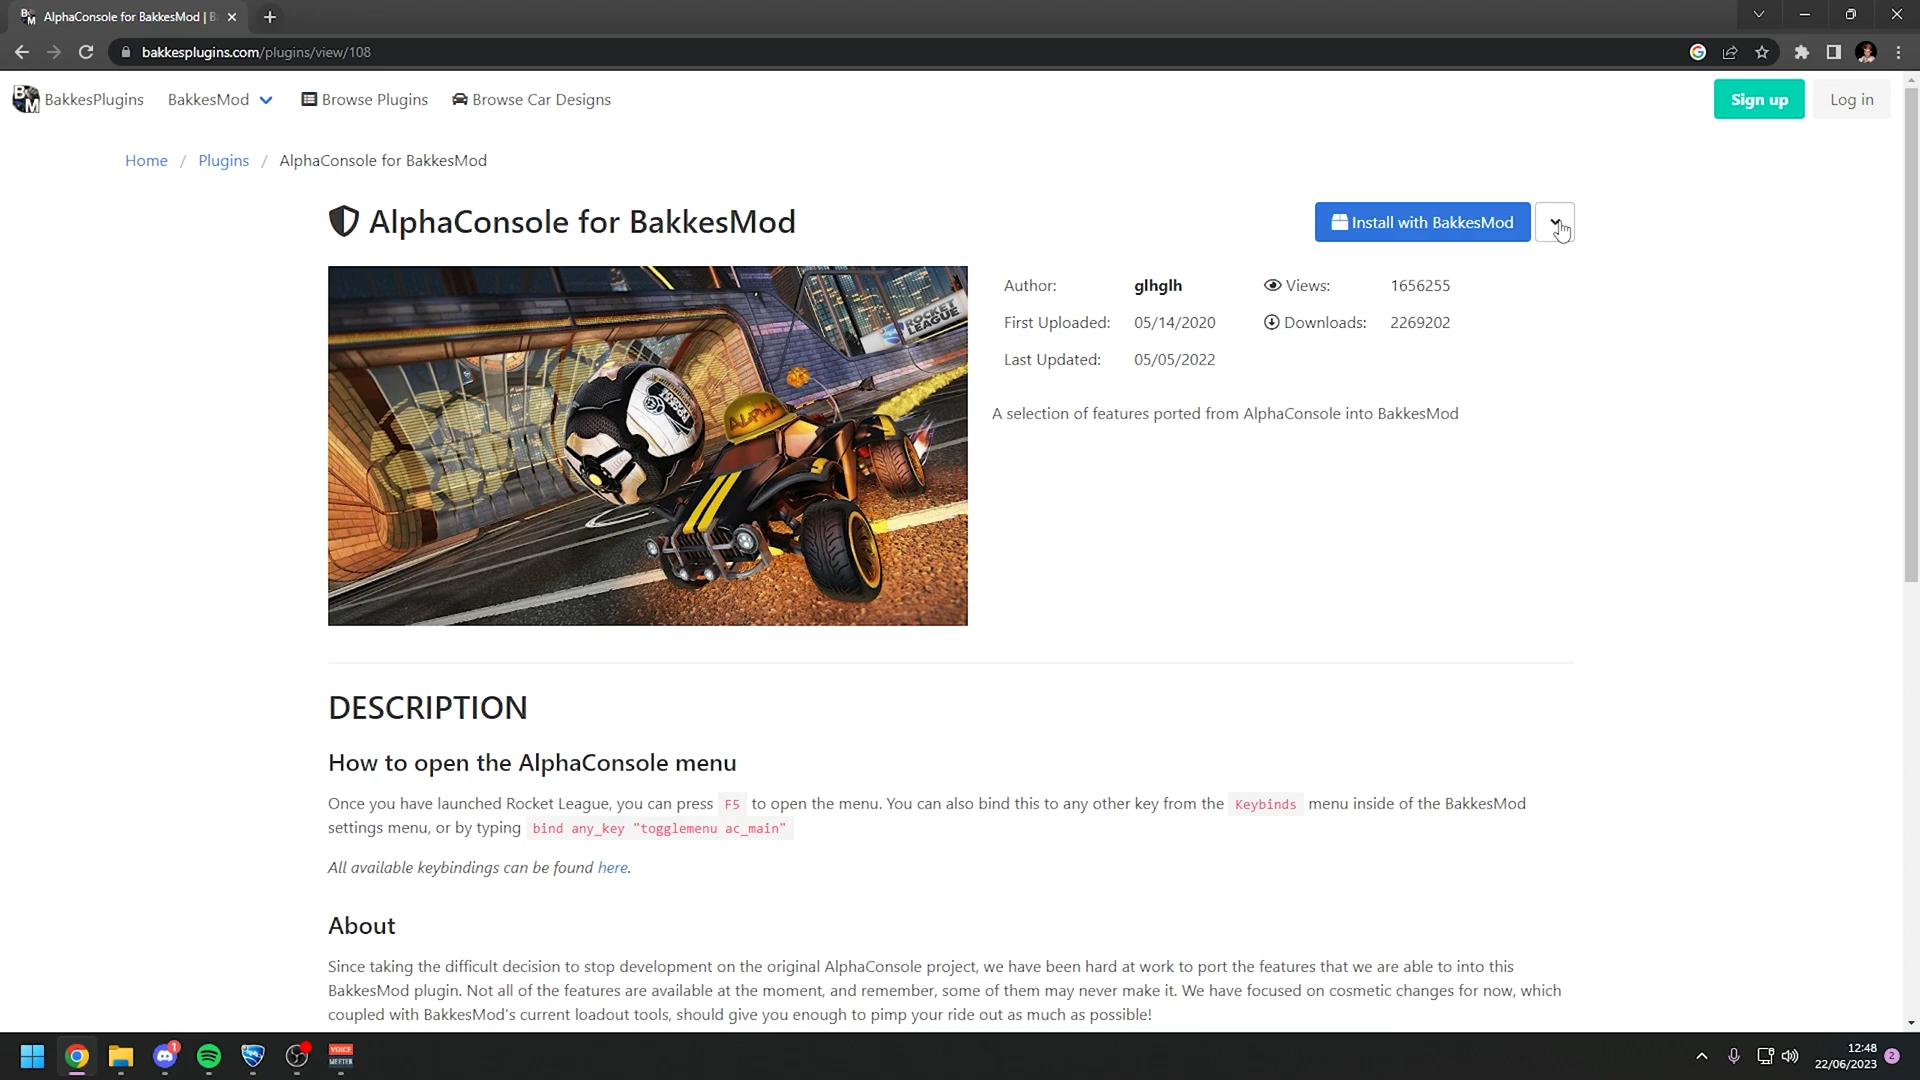 AlphaConsole for BakkesMod | B
bakkesplugins.com/plugins/view/108
BakkesPlugins
BakkesMod
Browse Plugins
Browse Car Designs
Sign up
Log in
Home / Plugins / AlphaConsole for BakkesMod
AlphaConsole for BakkesMod
Install with BakkesMod
ROCKET LEAGUE
ALPHA
Author: glhglh
Views: 1656255
First Uploaded: 05/14/2020
Downloads: 2269202
Last Updated: 05/05/2022
A selection of features ported from AlphaConsole into BakkesMod
DESCRIPTION
How to open the AlphaConsole menu
Once you have launched Rocket League, you can press F5 to open the menu. You can also bind this to any other key from the Keybinds menu inside of the BakkesMod
settings menu, or by typing bind any_key "togglemenu ac_main"
All available keybindings can be found here.
About
Since taking the difficult decision to stop development on the original AlphaConsole project, we have been hard at work to port the features that we are able to into this
BakkesMod plugin. Not all of the features are available at the moment, and remember, some of them may never make it. We have focused on cosmetic changes for now, which
coupled with BakkesMod's current loadout tools, should give you enough to pimp your ride out as much as possible!
1
VOICE
MEETER
12:48
22/06/2023
2